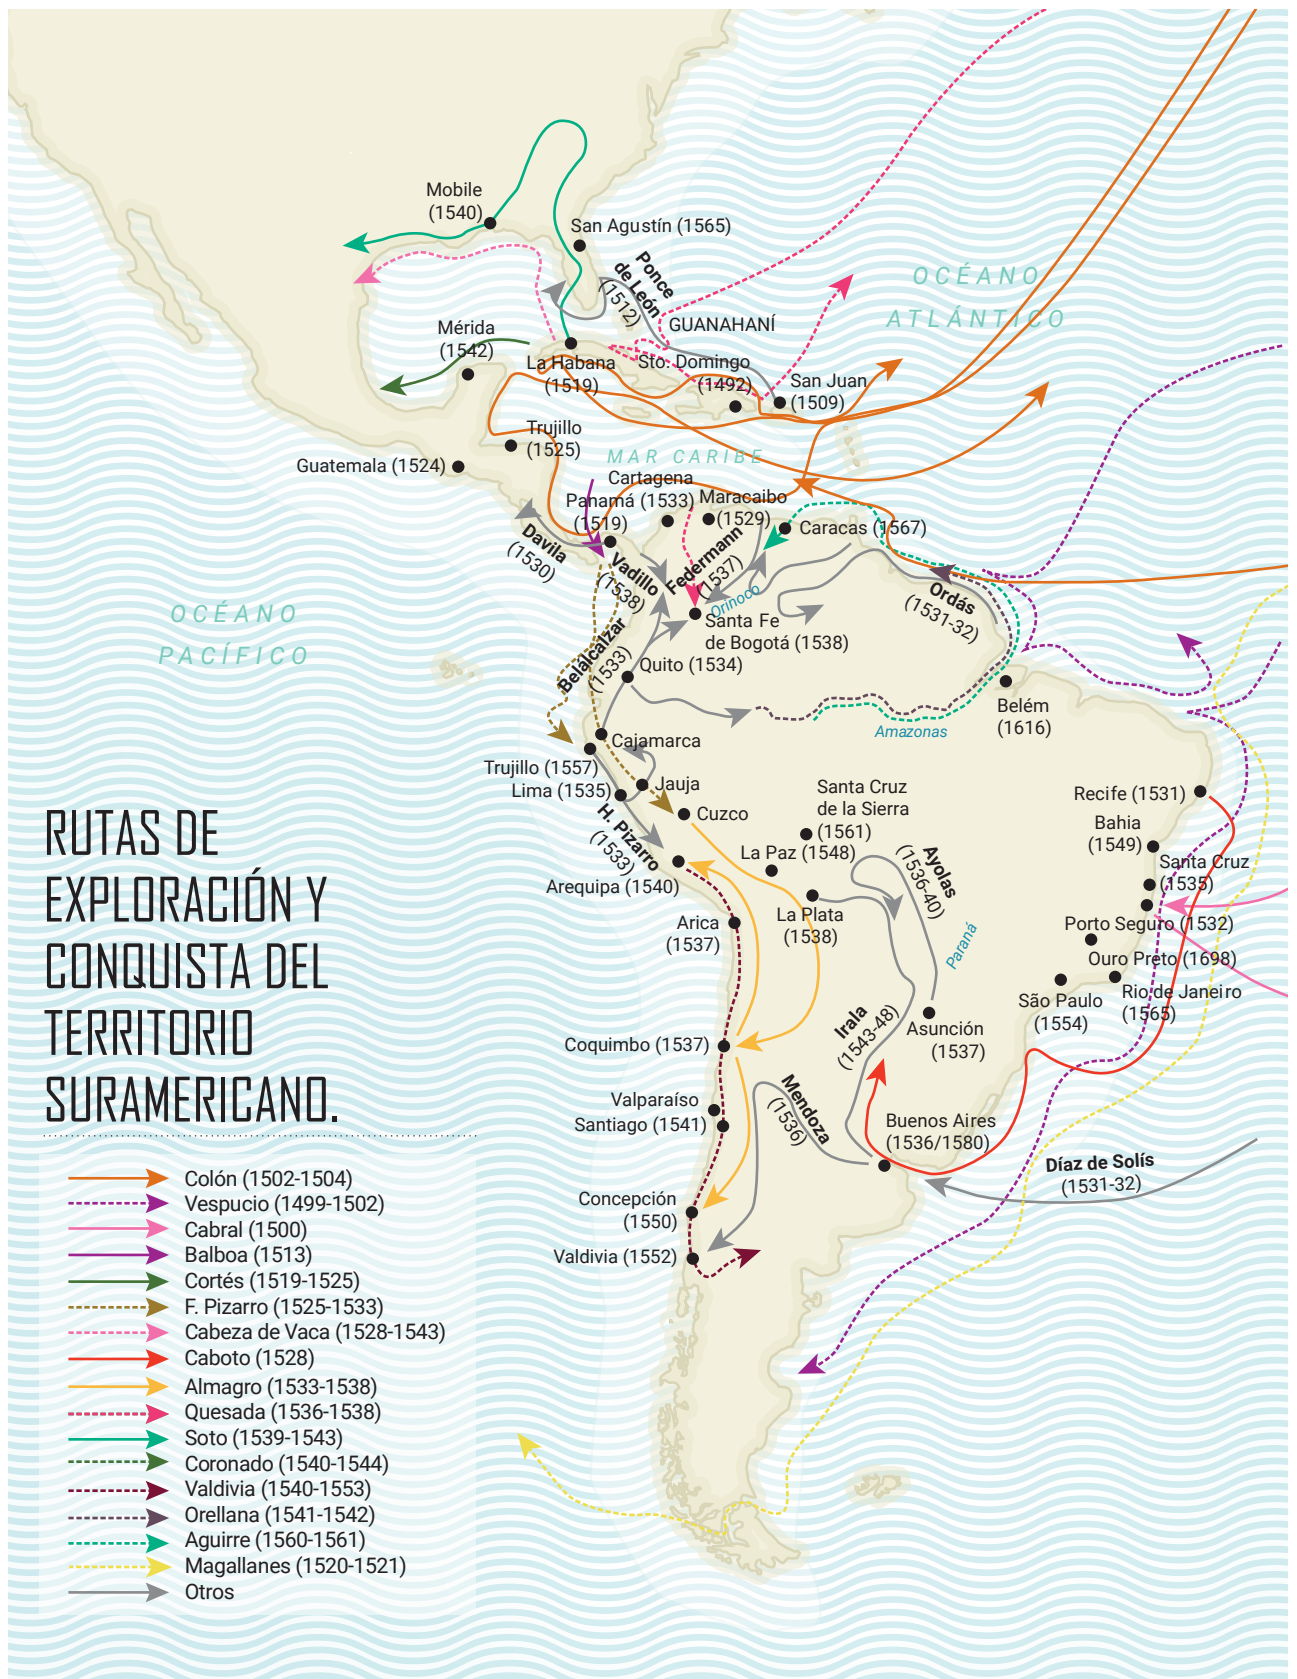 Mobile
(1540)
San Agustín (1565)
Ponce
de León
(1512)
OCÉANO
ATLÁNTICO
GUANAHANÍ
Mérida
(1542)
La Habana
(1519)
Sto. Domingo
(1492)
San Juan
(1509)
Trujillo
(1525)
Guatemala (1524)
MAR CARIBE
Cartagena
(1533)
Panamá
(1519)
Maracaibo
(1529)
Caracas (1567)
Davila
(1530)
Vadillo
(1538)
Federmann
(1537)
Orinoco
Ordás
(1531-32)
OCÉANO
PACÍFICO
Santa Fe
de Bogotá (1538)
Belalcalzar
(1533)
Quito (1534)
Belém
(1616)
Amazonas
Cajamarca
Trujillo (1557)
Lima (1535)
Jauja
Cuzco
H. Pizarro
(1533)
Santa Cruz
de la Sierra
(1561)
Recife (1531)
Bahia
(1549)
La Paz (1548)
Ayolas
(1536-40)
Santa Cruz
(1535)
Arequipa (1540)
La Plata
(1538)
Arica
(1537)
Paraná
Porto Seguro (1532)
Ouro Preto (1698)
São Paulo
(1554)
Rio de Janeiro
(1565)
Irala
(1543-48)
Asunción
(1537)
Coquimbo (1537)
Valparaíso
Santiago (1541)
Mendoza
(1536)
Buenos Aires
(1536/1580)
Díaz de Solís
(1531-32)
Concepción
(1550)
Valdivia (1552)
RUTAS DE
EXPLORACIÓN Y
CONQUISTA DEL
TERRITORIO
SURAMERICANO.
Colón (1502-1504)
Vespucio (1499-1502)
Cabral (1500)
Balboa (1513)
Cortés (1519-1525)
F. Pizarro (1525-1533)
Cabeza de Vaca (1528-1543)
Caboto (1528)
Almagro (1533-1538)
Quesada (1536-1538)
Soto (1539-1543)
Coronado (1540-1544)
Valdivia (1540-1553)
Orellana (1541-1542)
Aguirre (1560-1561)
Magallanes (1520-1521)
Otros